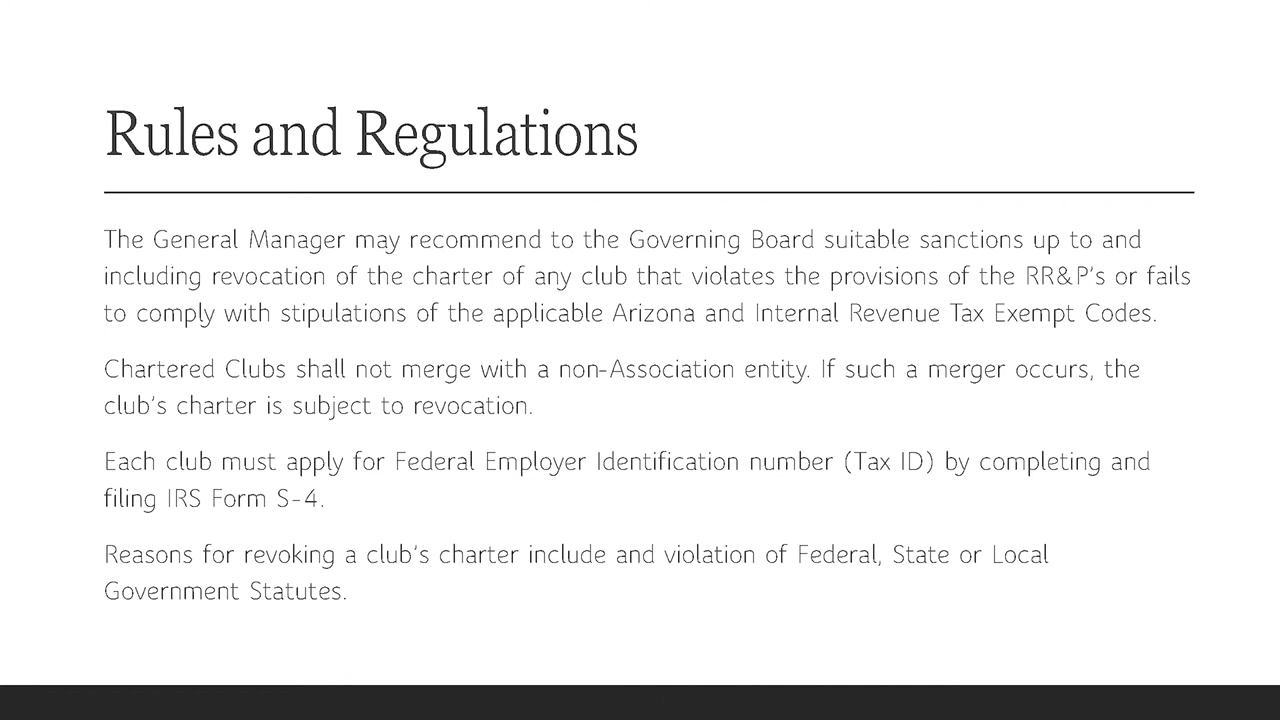 Rules and Regulations
The General Manager may recommend to the Governing Board suitable sanctions up to and
including revocation of the charter of any club that violates the provisions of the RR&P's or fails
to comply with stipulations of the applicable Arizona and Internal Revenue Tax Exempt Codes.
Chartered Clubs shall not merge with a non-Association entity. If such a merger occurs, the
club's charter is subject to revocation.
Each club must apply for Federal Employer Identification number (Tax ID) by completing and
filing IRS Form S-4.
Reasons for revoking a club's charter include and violation of Federal, State or Local
Government Statutes.